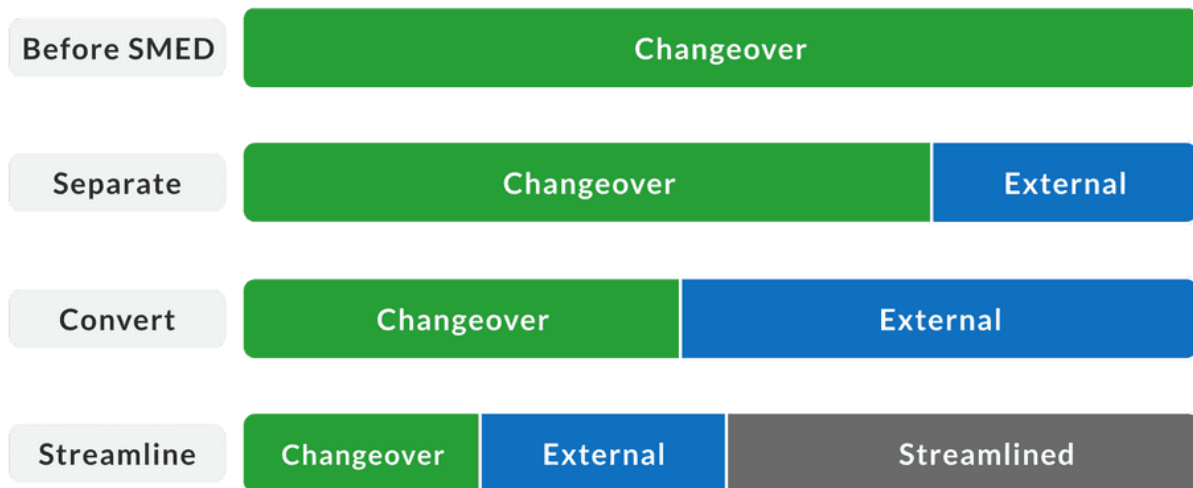 Before SMED Changeover
Separate Changeover External
Convert Changeover External
Streamline Changeover External Streamlined